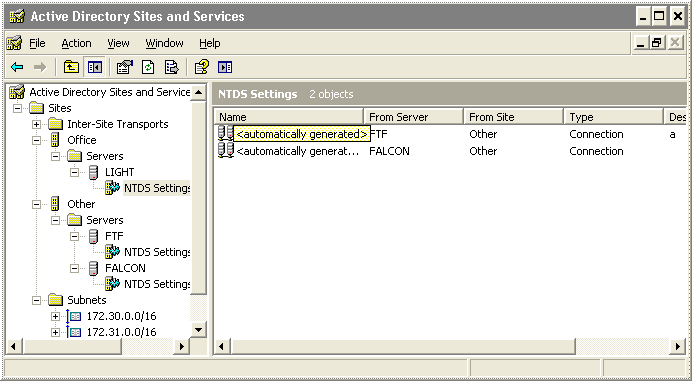 Active Directory Sites and Services
File Action View Window Help
Active Directory Sites and Service
Sites
Inter-Site Transports
Office
Servers
LIGHT
NTDS Settings
Other
Servers
FTF
NTDS Settings
FALCON
NTDS Settings
Subnets
172.30.0.0/16
172.31.0.0/16
NTDS Settings 2 objects
Name From Server From Site Type Des
<automatically generated> FTF Other Connection a
<automatically generat... FALCON Other Connection